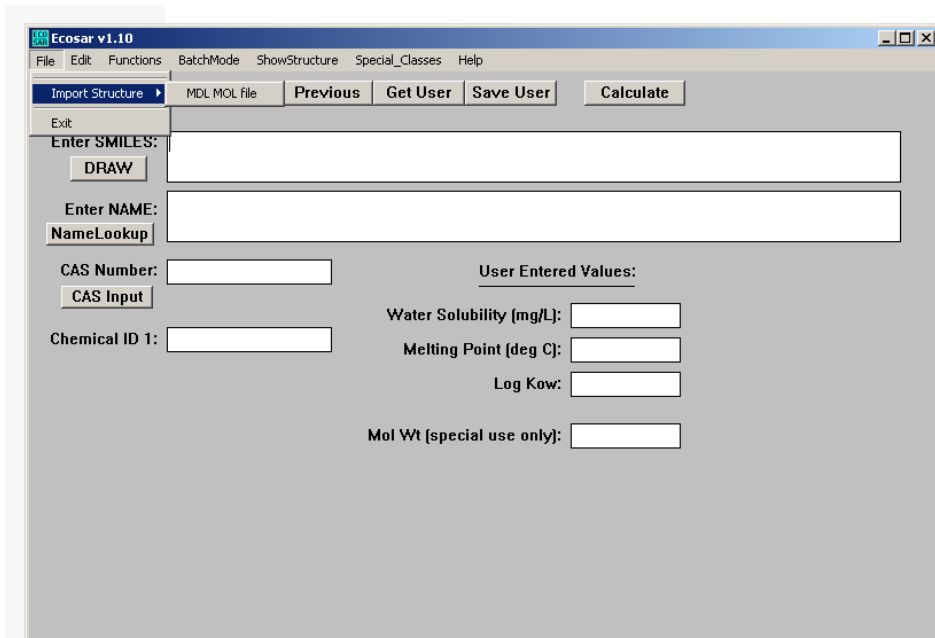 ECO SAR Ecosar v1.10
File Edit Functions BatchMode ShowStructure Special_Classes Help
Import Structure MDL MOL file Previous Get User Save User Calculate
Exit
Enter SMILES:
DRAW
Enter NAME:
NameLookup
CAS Number: User Entered Values:
CAS Input
Water Solubility (mg/L):
Chemical ID 1:
Melting Point (deg C):
Log Kow:
Mol Wt (special use only):